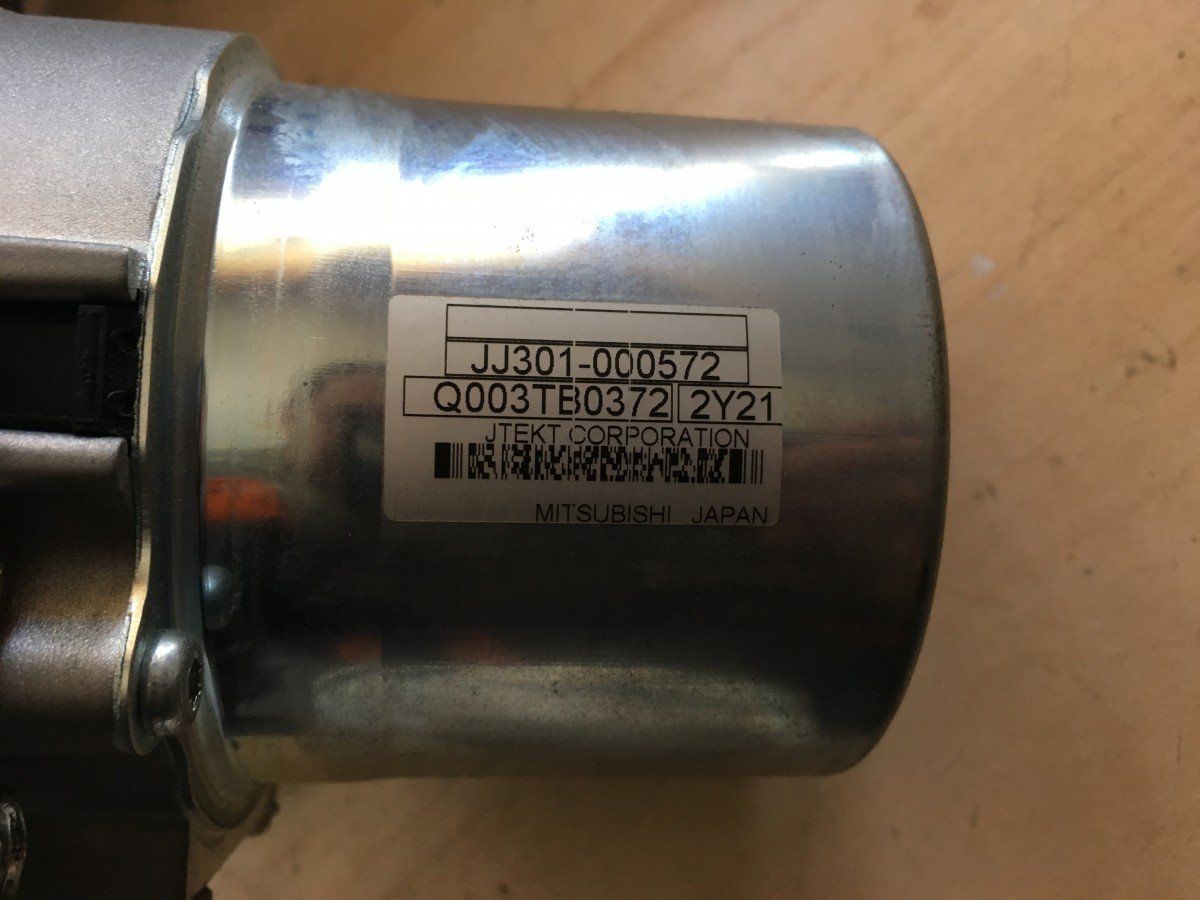 JJ301-000572
Q003TB0372 2Y21
JTEKT CORPORATION
MITSUBISHI JAPAN